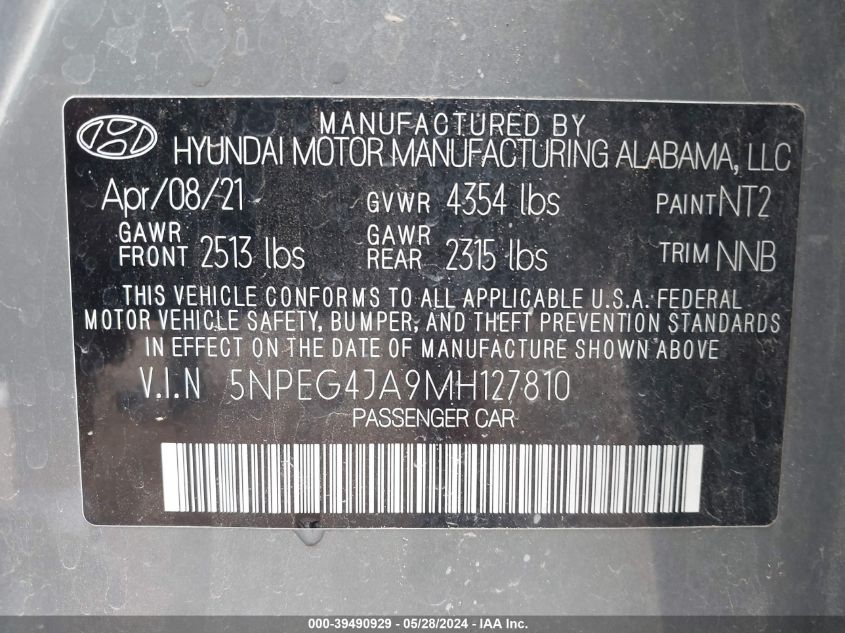 MANUFACTURED BY
HYUNDAI MOTOR MANUFACTURING ALABAMA, LLC
Apr/08/21 GVWR 4354 lbs PAINT NT2
GAWR FRONT 2513 lbs GAWR REAR 2315 lbs TRIM NNB
THIS VEHICLE CONFORMS TO ALL APPLICABLE U.S.A. FEDERAL
MOTOR VEHICLE SAFETY, BUMPER, AND THEFT PREVENTION STANDARDS
IN EFFECT ON THE DATE OF MANUFACTURE SHOWN ABOVE
V.I.N 5NPEG4JA9MH127810
PASSENGER CAR
000-39490929 - 05/28/2024 - IAA Inc.